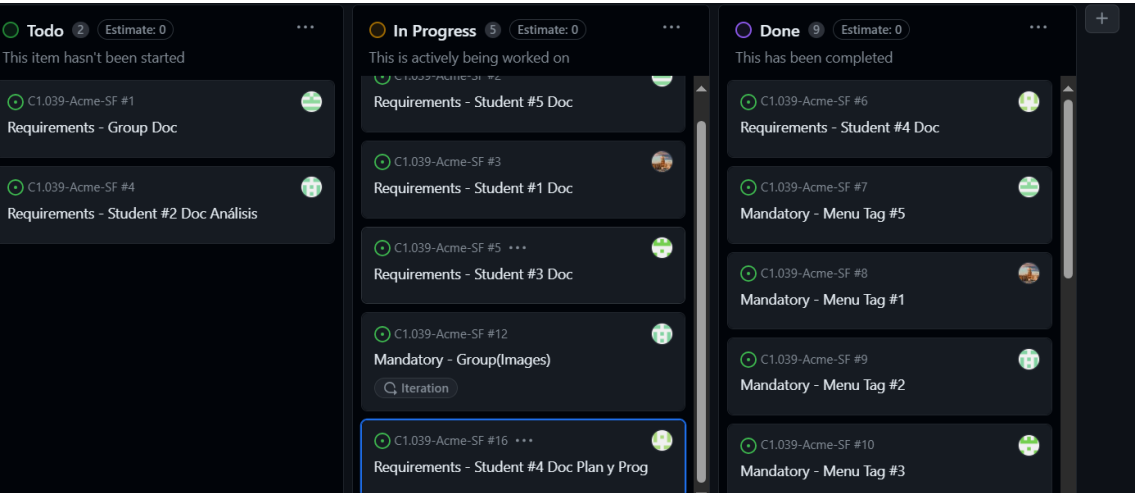 Todo 2 Estimate: 0 ...
This item hasn't been started
C1.039-Acme-SF #1
Requirements - Group Doc
C1.039-Acme-SF #4
Requirements - Student #2 Doc Análisis
In Progress 5 Estimate: 0 ...
This is actively being worked on
C1.039-Acme-SF #2
Requirements - Student #5 Doc
C1.039-Acme-SF #3
Requirements - Student #1 Doc
C1.039-Acme-SF #5 ...
Requirements - Student #3 Doc
C1.039-Acme-SF #12
Mandatory - Group(Images)
Iteration
C1.039-Acme-SF #16 ...
Requirements - Student #4 Doc Plan y Prog
Done 9 Estimate: 0 ...
This has been completed
C1.039-Acme-SF #6
Requirements - Student #4 Doc
C1.039-Acme-SF #7
Mandatory - Menu Tag #5
C1.039-Acme-SF #8
Mandatory - Menu Tag #1
C1.039-Acme-SF #9
Mandatory - Menu Tag #2
C1.039-Acme-SF #10
Mandatory - Menu Tag #3
+